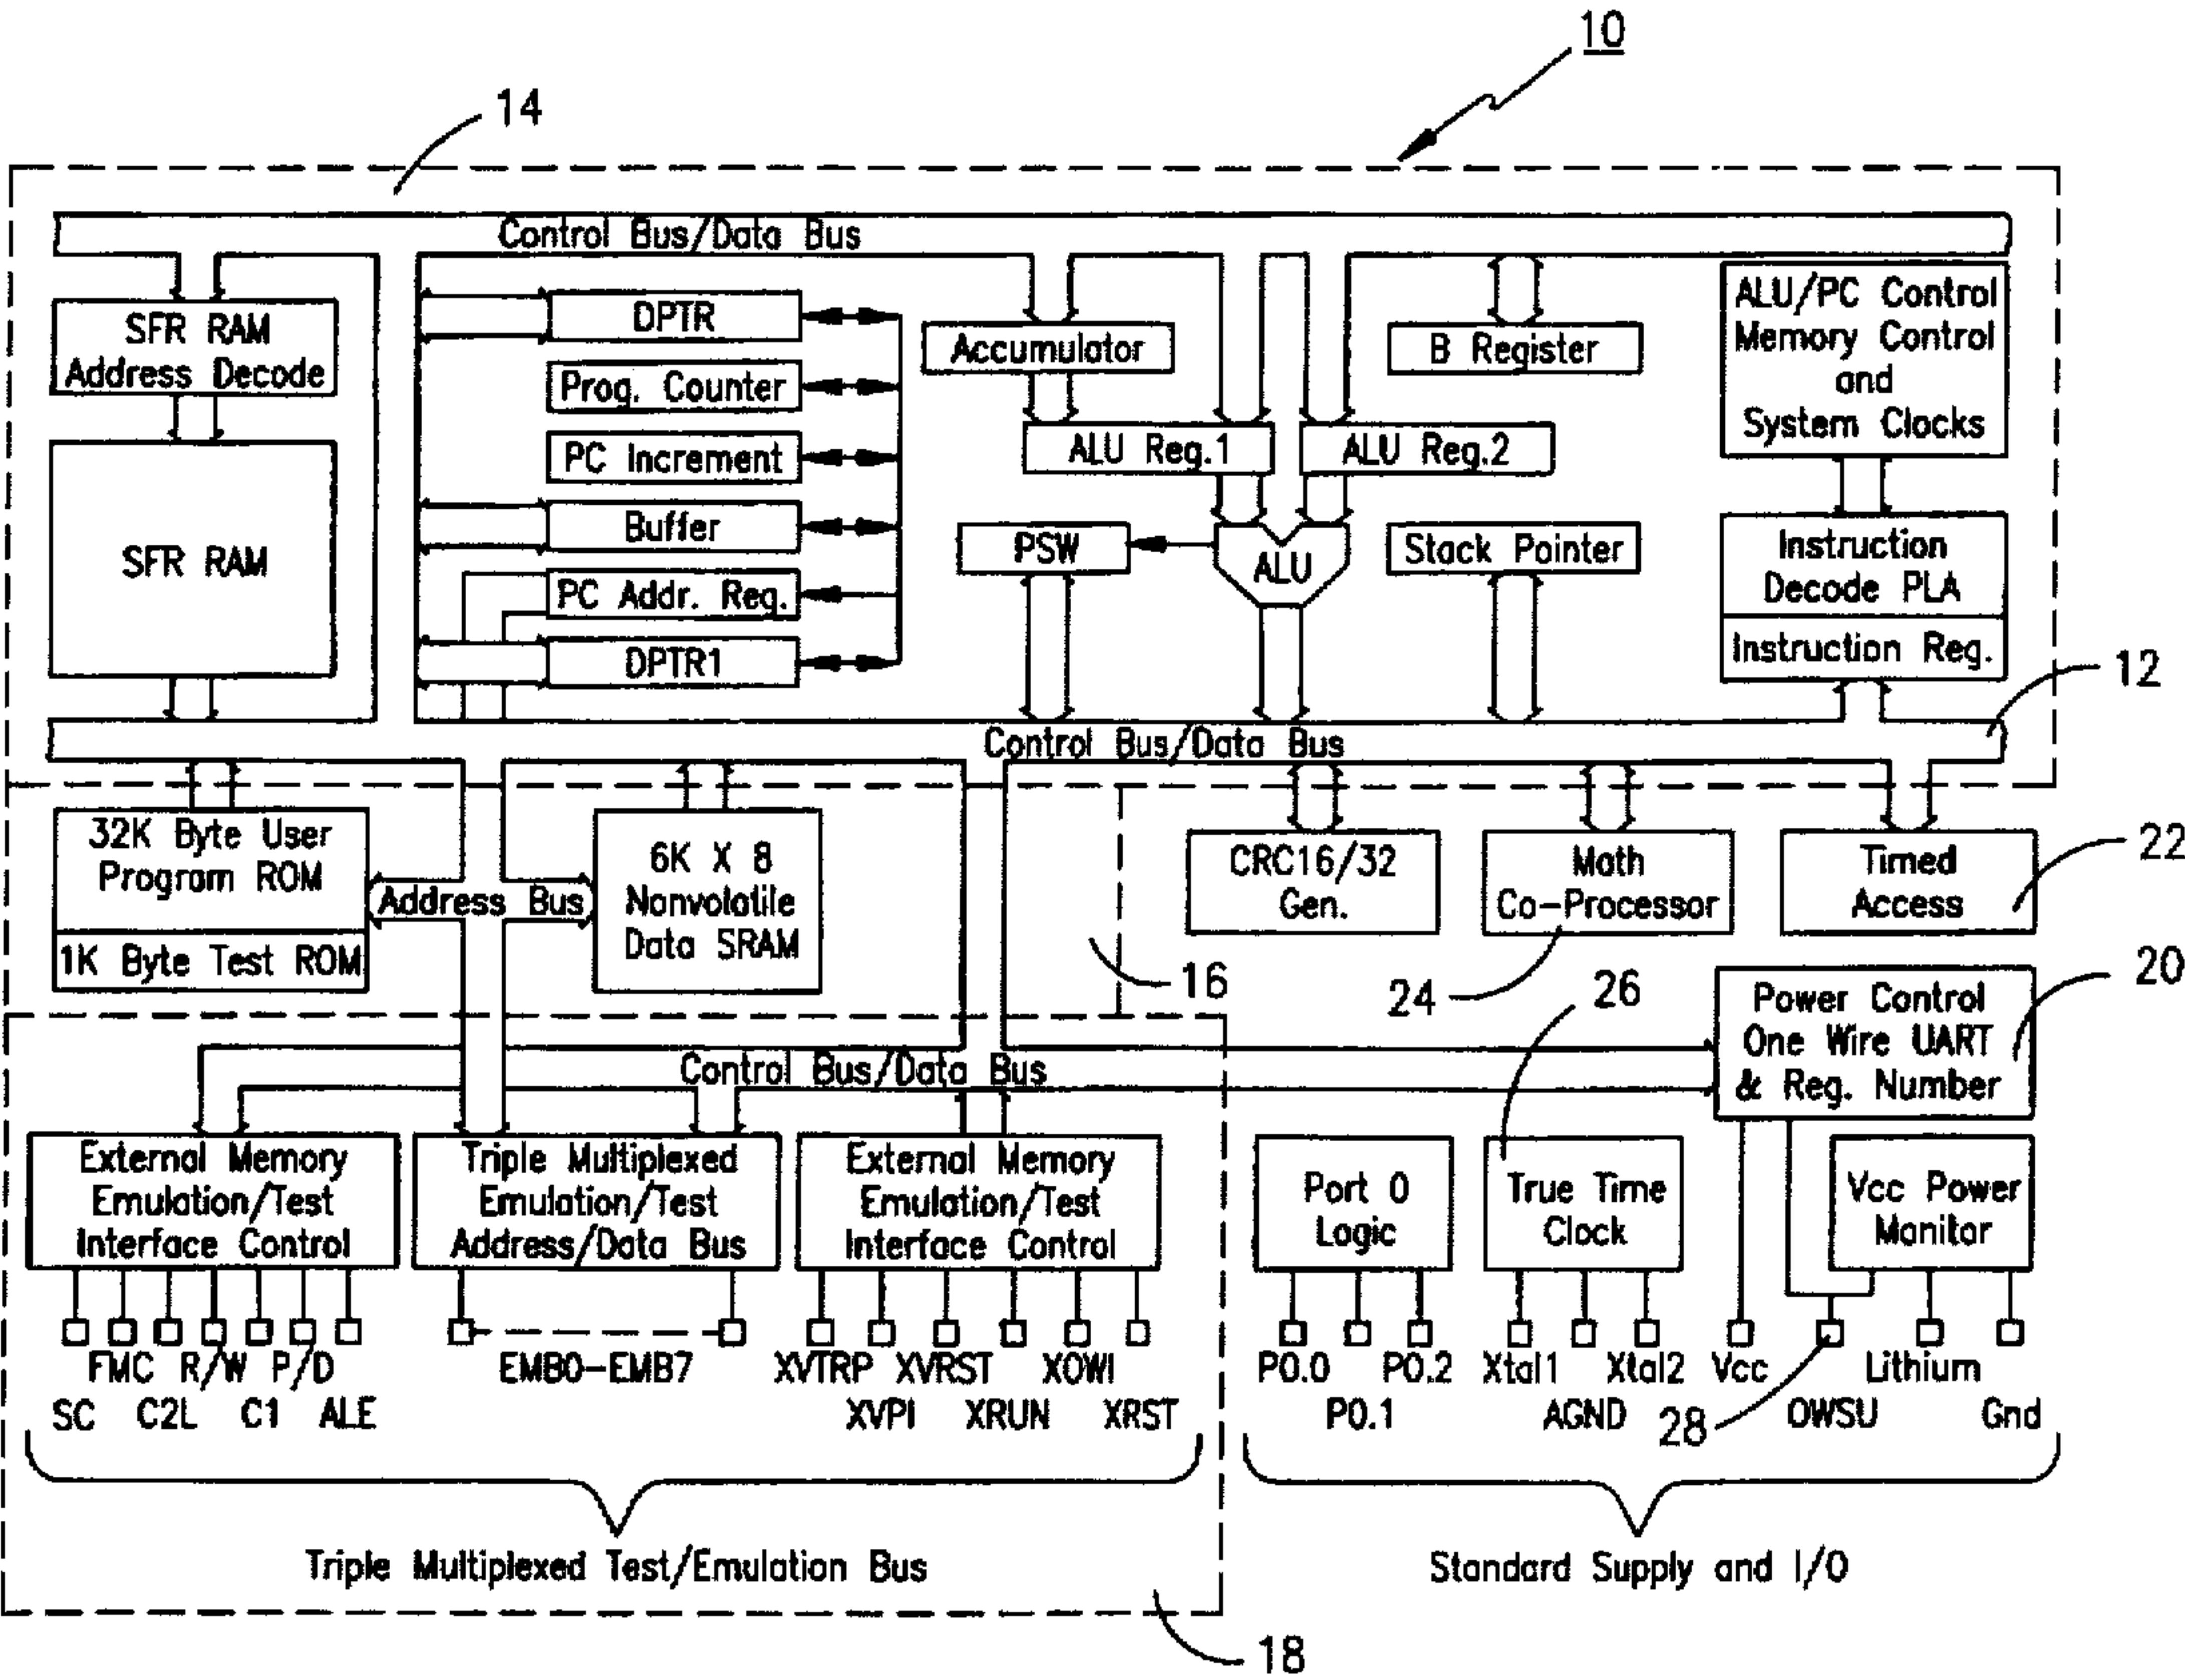 10
14
Control Bus/Data Bus
SFR RAM
Address Decode
DPTR
Prog. Counter
PC Increment
Buffer
PC Addr. Reg.
DPTR1
SFR RAM
Accumulator
B Register
ALU/PC Control
Memory Control
and
System Clocks
ALU Reg.1
ALU Reg.2
PSW
ALU
Stack Pointer
Instruction
Decode PLA
Instruction Reg.
12
Control Bus/Data Bus
32K Byte User
Program ROM
1K Byte Test ROM
Address Bus
6K X 8
Nonvolatile
Data SRAM
16
CRC16/32
Gen.
Math
Co-Processor
24
Timed
Access
22
26
Power Control
One Wire UART
& Reg. Number
20
Control Bus/Data Bus
External Memory
Emulation/Test
Interface Control
Triple Multiplexed
Emulation/Test
Address/Data Bus
External Memory
Emulation/Test
Interface Control
Port 0
Logic
True Time
Clock
Vcc Power
Monitor
FMC R/W P/D
SC C2L C1 ALE
EMB0-EMB7
XVTRP XVRST XOWI
XVPI XRUN XRST
P0.0 P0.2
P0.1
Xtal1 Xtal2
AGND
Vcc Lithium
28 OWSU Gnd
Triple Multiplexed Test/Emulation Bus
Standard Supply and I/O
18